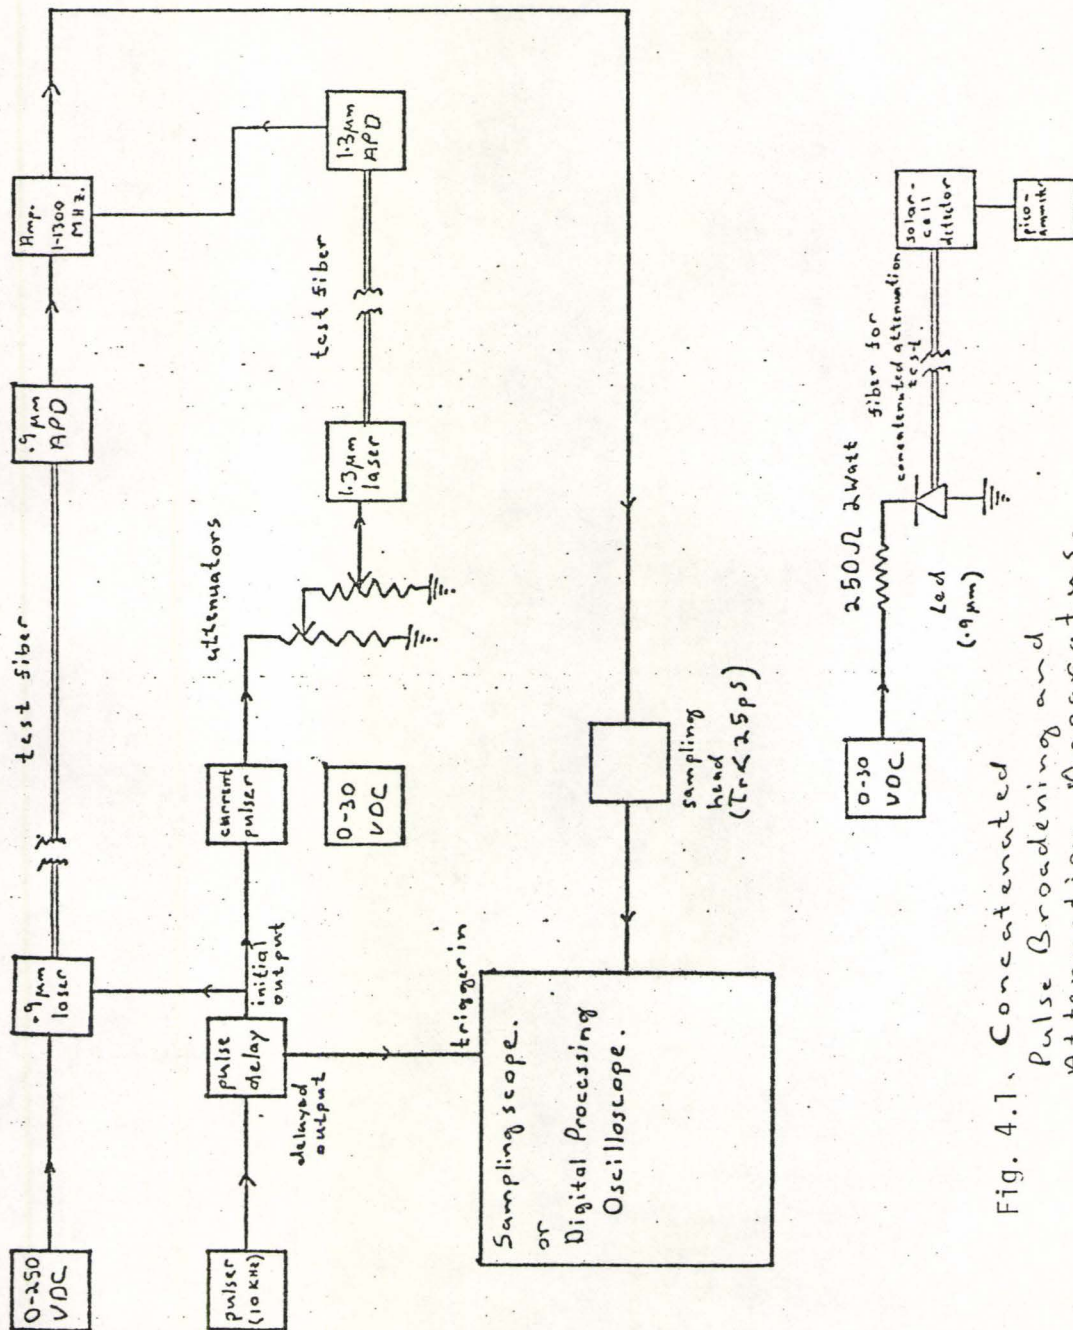 0-250
VDC
.9μm
laser
test fiber
.9μm
APD
Amp.
1-1300
MHz.
pulser
(10 KHz)
pulse
delay
initial
output
delayed
output
current
pulser
0-30
VDC
attenuators
1.3μm
laser
test fiber
1.3μm
APD
trigger in
Sampling scope.
or
Digital Processing
Oscilloscope.
sampling
head
(Tr<25pS)
0-30
VDC
250Ω 2Watt
Led
(.9μm)
fiber for
concatenated attenuation
test.
solar-
cell
detector
pico-
ammeter
Fig. 4.1. Concatenated
Pulse Broadening and
Attenuation Apparatus.